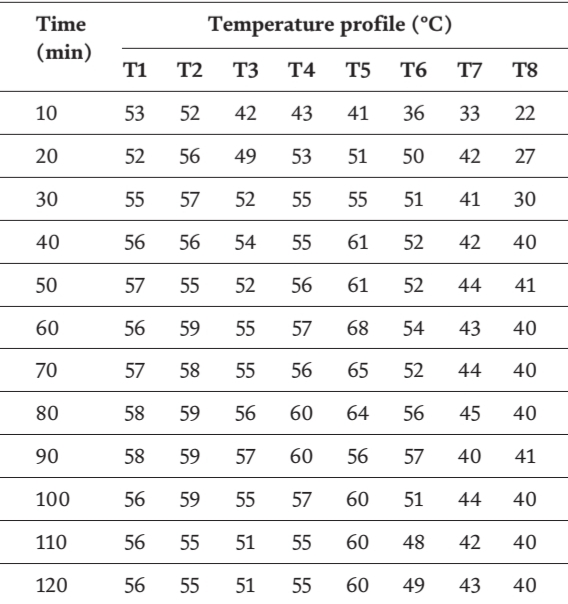 Time Temperature profile (°C)
(min)
T1 T2 T3 T4 T5 T6 T7 T8
10 53 52 42 43 41 36 33 22
20 52 56 49 53 51 50 42 27
30 55 57 52 55 55 51 41 30
40 56 56 54 55 61 52 42 40
50 57 55 52 56 61 52 44 41
60 56 59 55 57 68 54 43 40
70 57 58 55 56 65 52 44 40
80 58 59 56 60 64 56 45 40
90 58 59 57 60 56 57 40 41
100 56 59 55 57 60 51 44 40
110 56 55 51 55 60 48 42 40
120 56 55 51 55 60 49 43 40